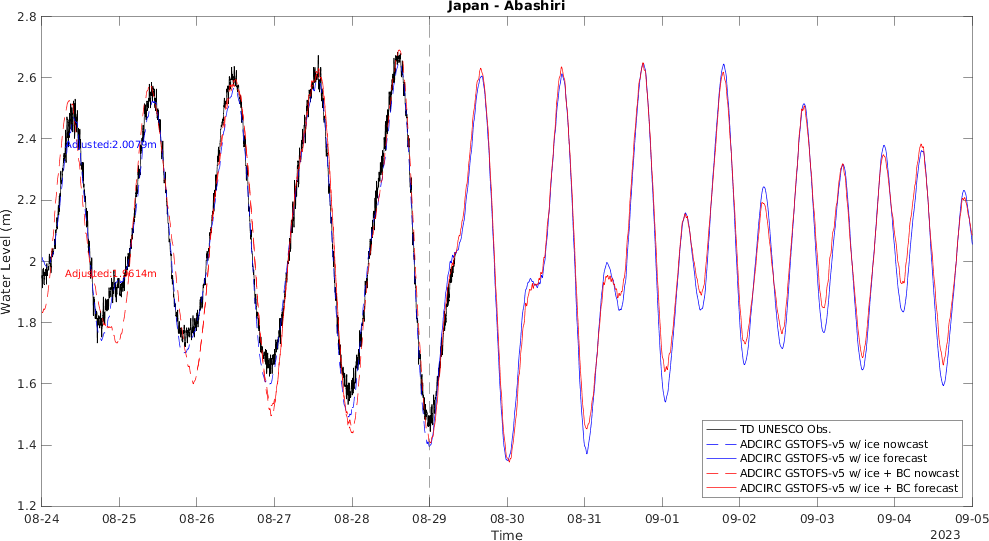 Japan - Abashiri
2.8
2.6
2.4
2.2
2
1.8
1.6
1.4
1.2
Water Level (m)
Adjusted:2.0079m
Adjusted:1.9614m
TD UNESCO Obs.
ADCIRC GSTOFS-v5 w/ ice nowcast
ADCIRC GSTOFS-v5 w/ ice forecast
ADCIRC GSTOFS-v5 w/ ice + BC nowcast
ADCIRC GSTOFS-v5 w/ ice + BC forecast
08-24 08-25 08-26 08-27 08-28 08-29 08-30 08-31 09-01 09-02 09-03 09-04 09-05
Time
2023